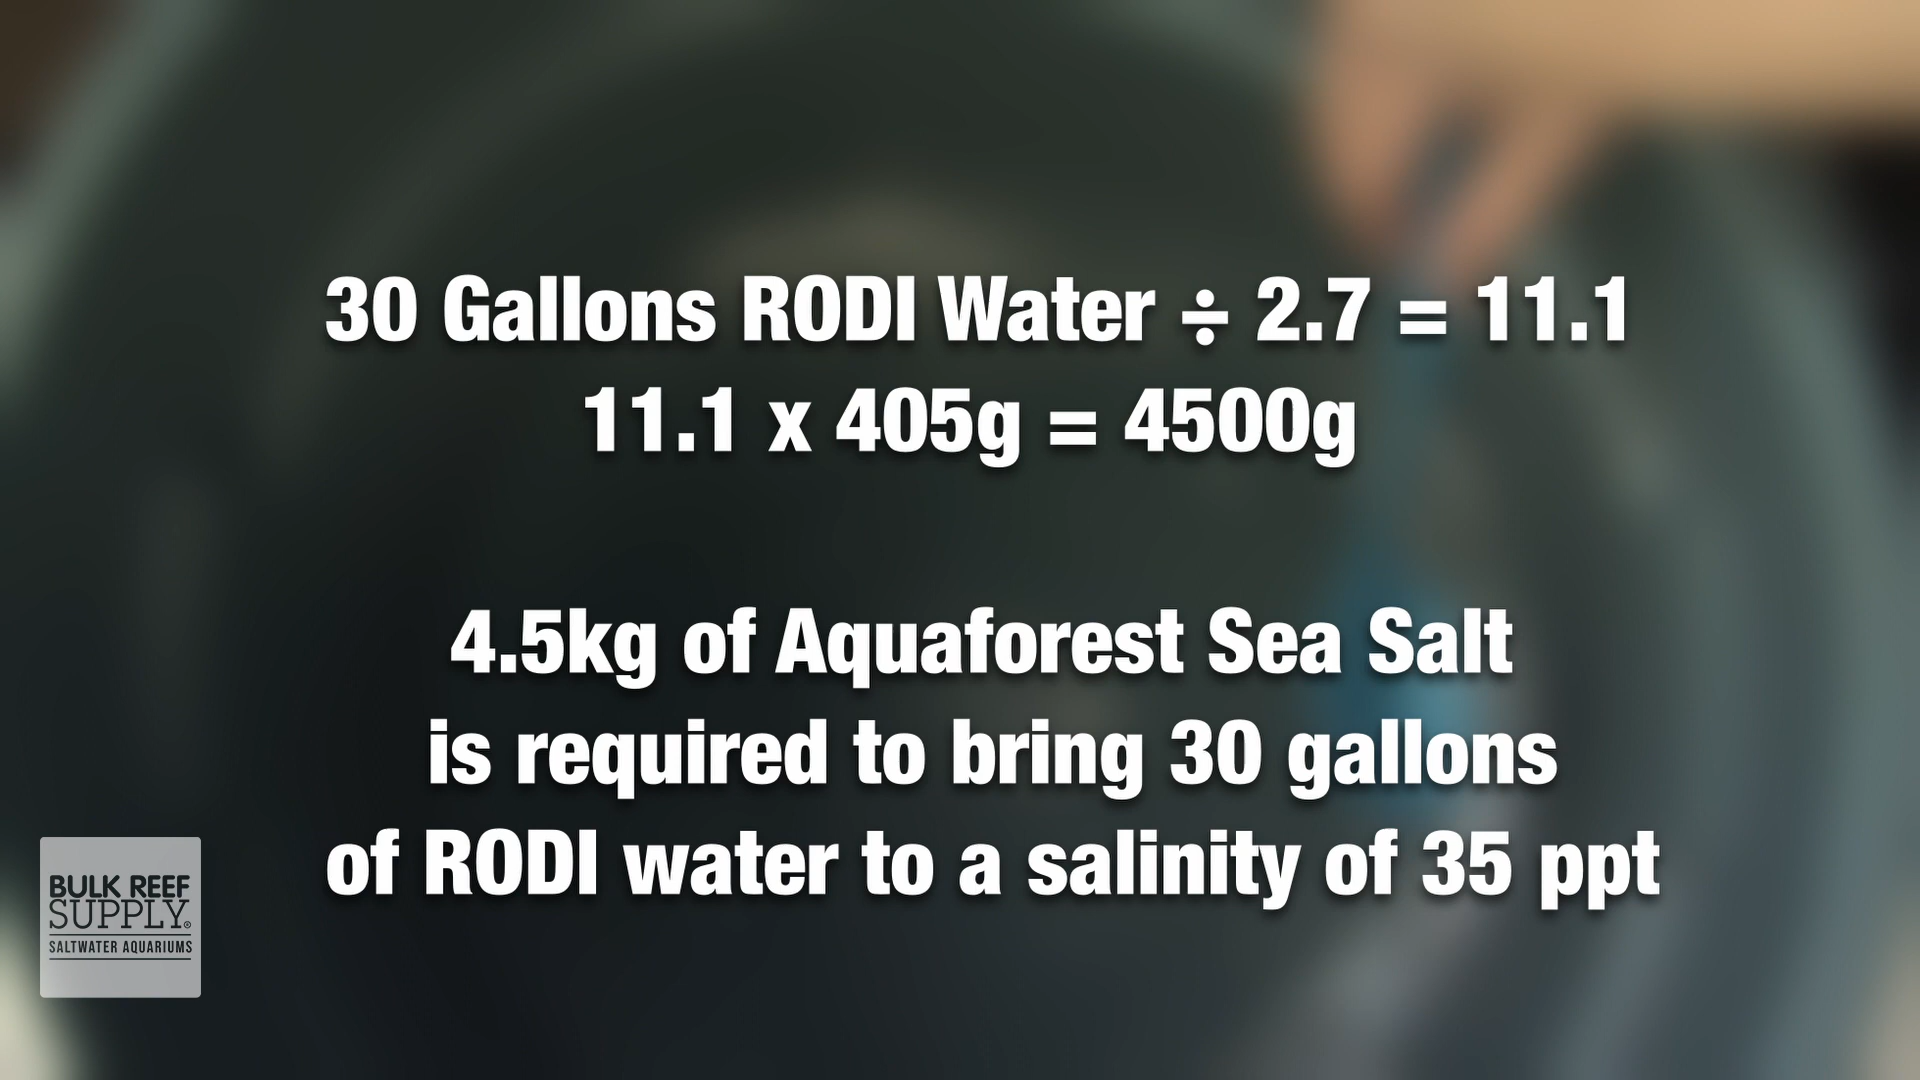 30 Gallons RODI Water ÷ 2.7 = 11.1
11.1 x 405g = 4500g
4.5kg of Aquaforest Sea Salt
is required to bring 30 gallons
of RODI water to a salinity of 35 ppt
BULK REEF
SUPPLY®
SALTWATER AQUARIUMS